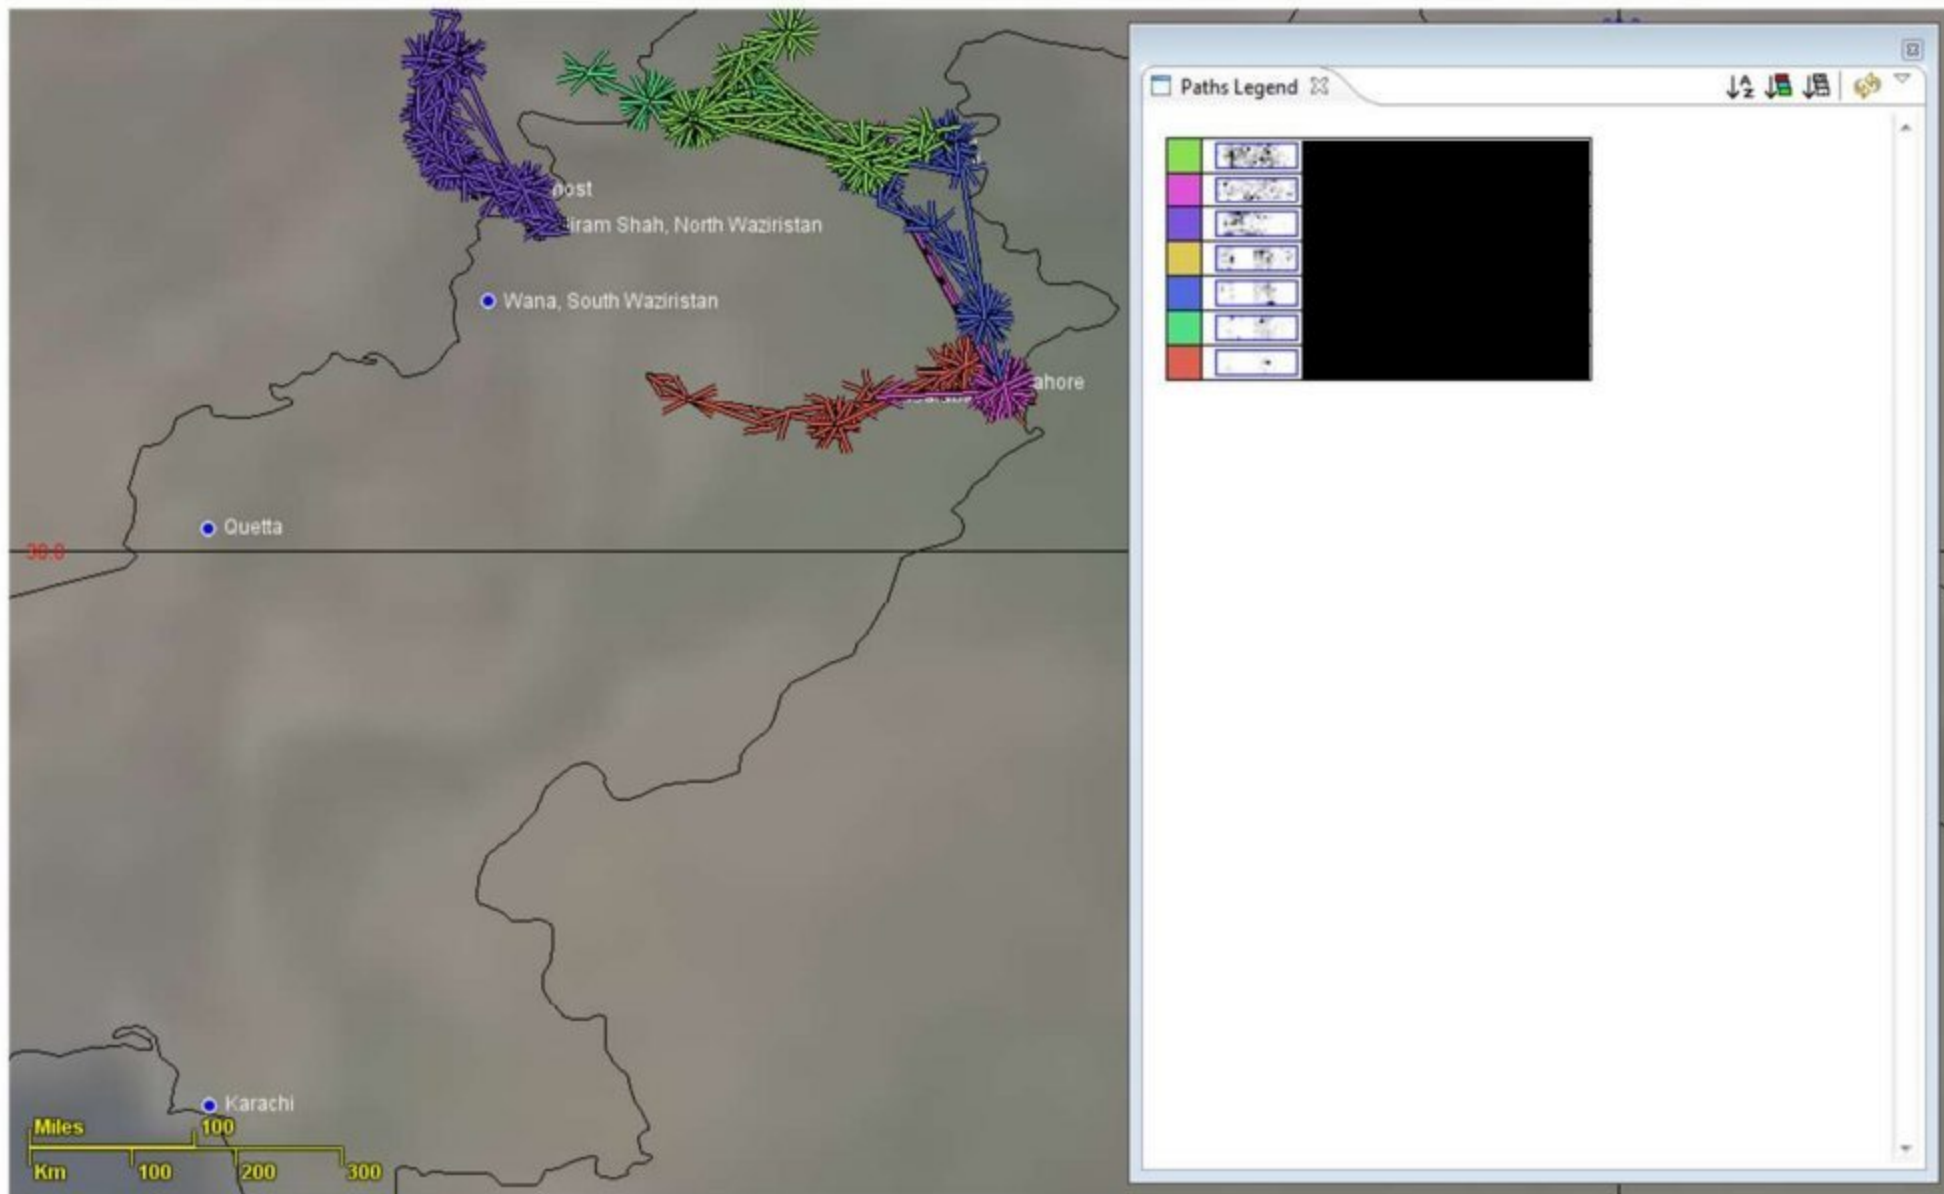 Paths Legend
ost
iram Shah, North Waziristan
Wana, South Waziristan
ahore
Quetta
30.0
Karachi
Miles 100
Km 100 200 300